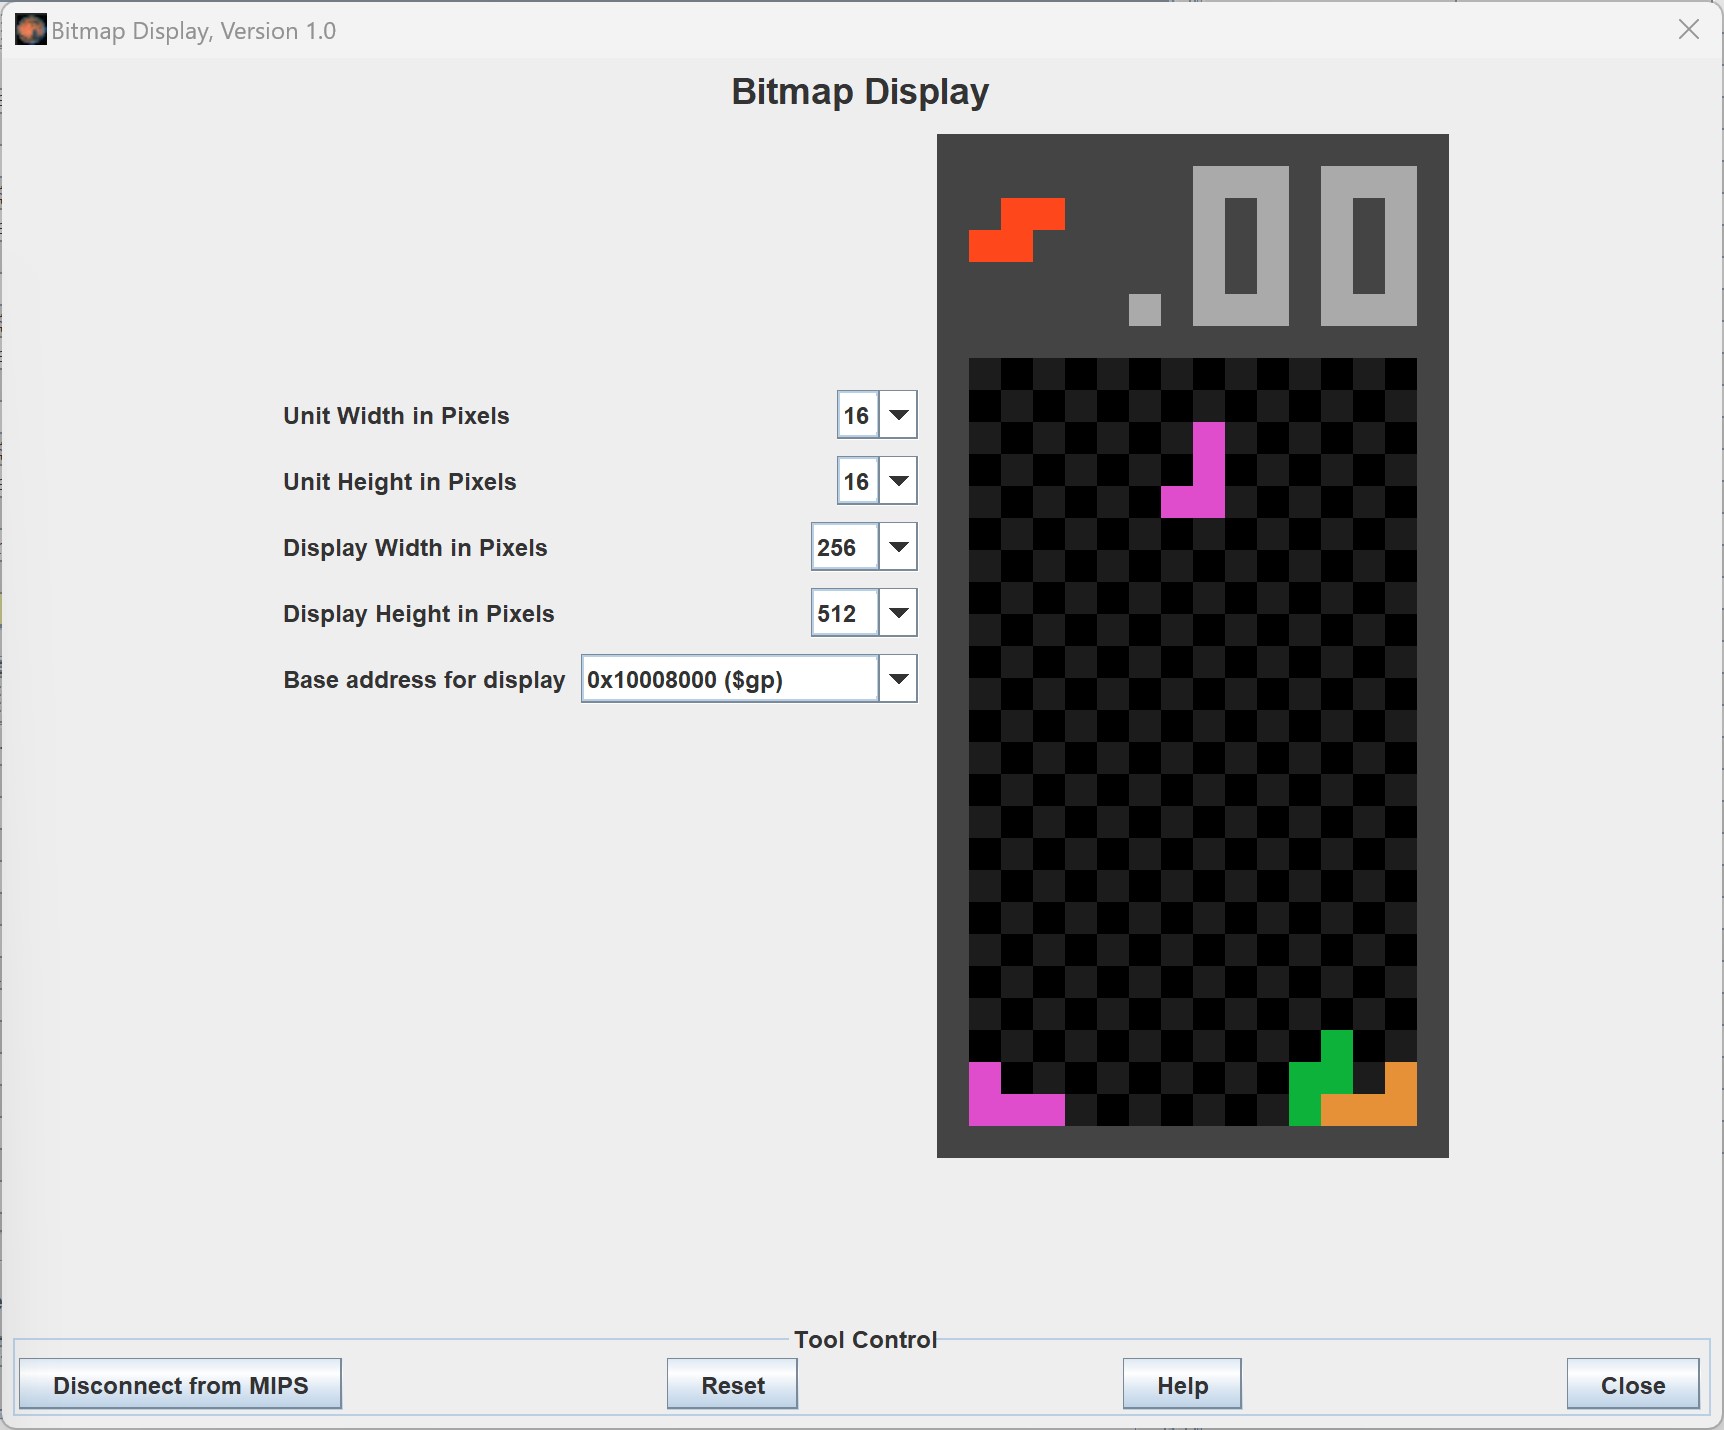 Bitmap Display, Version 1.0
Bitmap Display
.00
Unit Width in Pixels 16
Unit Height in Pixels 16
Display Width in Pixels 256
Display Height in Pixels 512
Base address for display 0x10008000 ($gp)
Tool Control
Disconnect from MIPS Reset Help Close